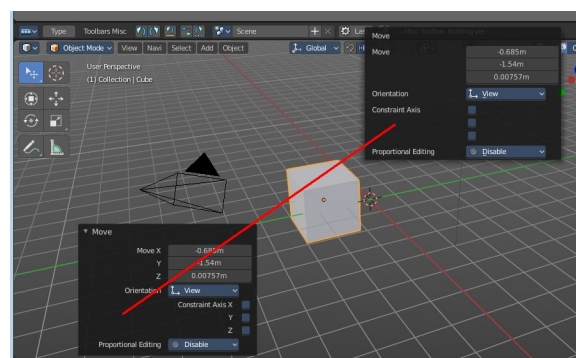 Type Toolbars Misc Scene Las
Object Mode View Navi Select Add Object Global
User Perspective
(1) Collection | Cube
Move
Move -0.685m
-1.54m
0.00757m
Orientation View
Constraint Axis
Proportional Editing Disable
Move
Move X -0.685m
Y -1.54m
Z 0.00757m
Orientation View
Constraint Axis X
Y
Z
Proportional Editing Disable